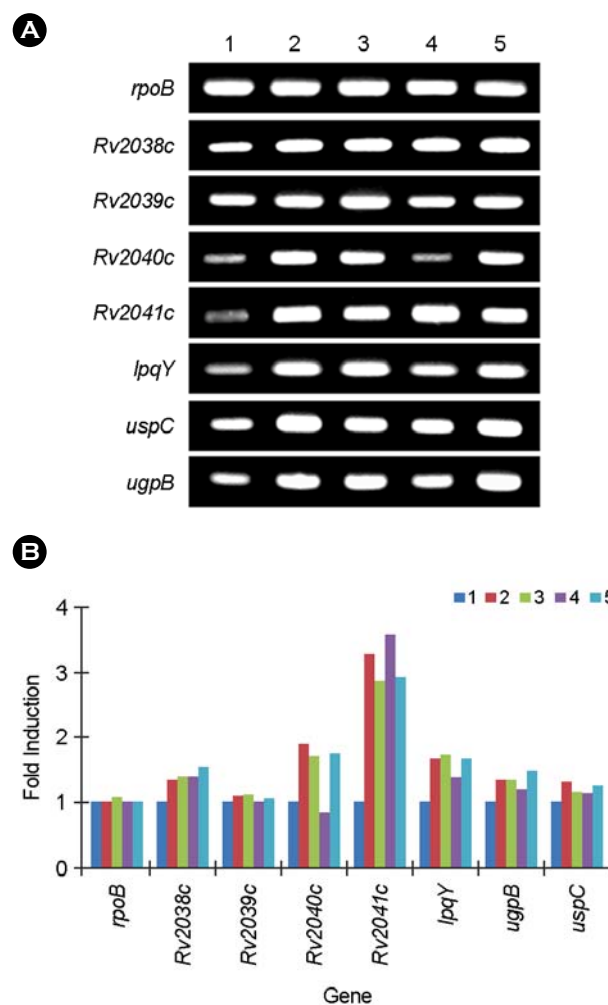 A
1 2 3 4 5
rpoB
Rv2038c
Rv2039c
Rv2040c
Rv2041c
lpqY
uspC
ugpB
B
1 2 3 4 5
4
3
2
1
0
Fold Induction
rpoB
Rv2038c
Rv2039c
Rv2040c
Rv2041c
lpqY
ugpB
uspC
Gene